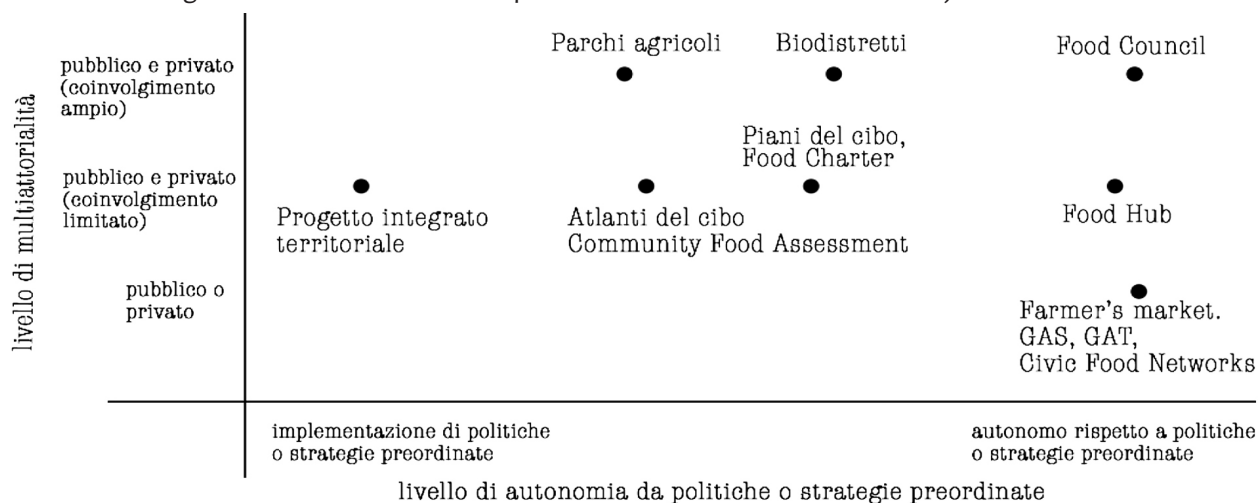 Parchi agricoli
Biodistretti
Food Council
pubblico e privato
(coinvolgimento
ampio)
Piani del cibo,
Food Charter
pubblico e privato
(coinvolgimento
limitato)
Progetto integrato
territoriale
Atlanti del cibo
Community Food Assessment
Food Hub
pubblico o
privato
Farmer's market.
GAS, GAT,
Civic Food Networks
livello di multiattorialità
implementazione di politiche
o strategie preordinate
autonomo rispetto a politiche
o strategie preordinate
livello di autonomia da politiche o strategie preordinate